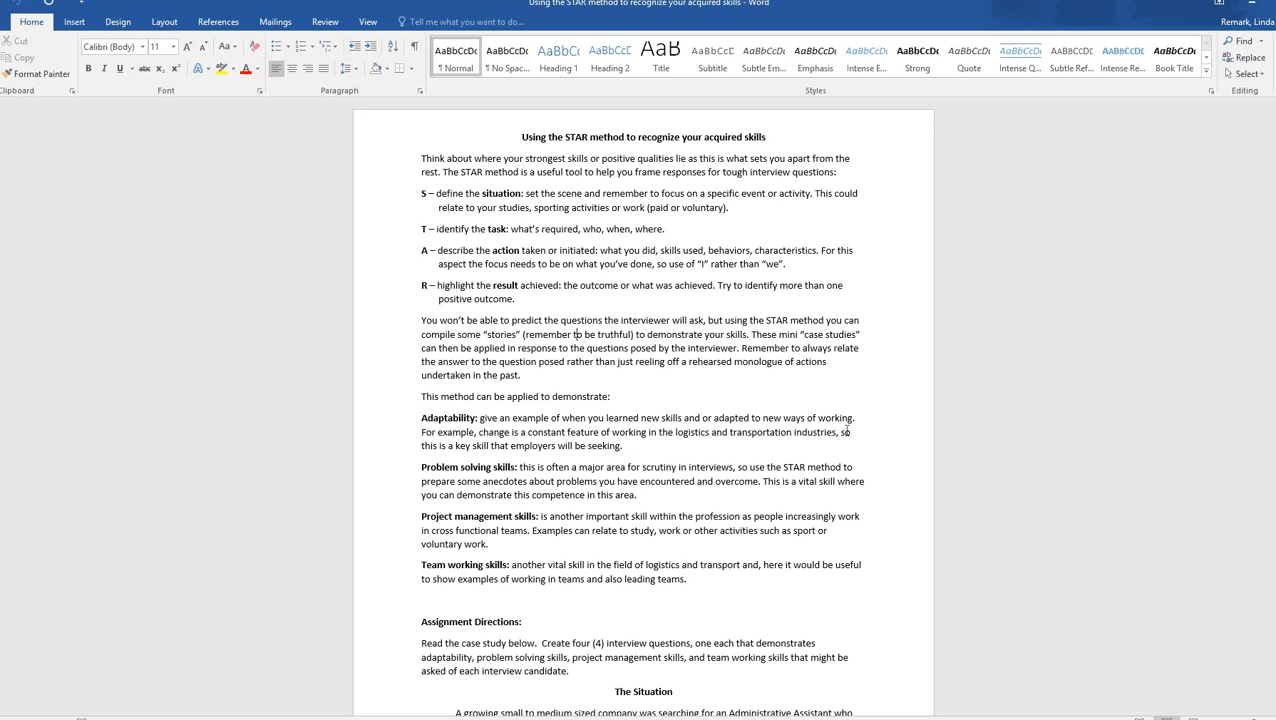 Using the STAR method to recognize your acquired skills - Word
Home Insert Design Layout References Mailings Review View Tell me what you want to do... Remark, Linda
Cut
Copy
Format Painter
Calibri (Body) 11
Aa
B I U abc X₂ X² A ab A
AaBbCcDc AaBbCcDc AaBbCc AaBbCc AaB AaBbCcD AaBbCcDc AaBbCcDc AaBbCcDc AaBbCcDc AaBbCcDc AaBbCcDc AABBCCDD AABBCCDD AaBbCcDc
¶ Normal ¶ No Spac... Heading 1 Heading 2 Title Subtitle Subtle Em... Emphasis Intense E... Strong Quote Intense Q... Subtle Ref... Intense Re... Book Title
Find
Replace
Select
Clipboard Font Paragraph Styles Editing
Using the STAR method to recognize your acquired skills
Think about where your strongest skills or positive qualities lie as this is what sets you apart from the
rest. The STAR method is a useful tool to help you frame responses for tough interview questions:
S – define the situation: set the scene and remember to focus on a specific event or activity. This could
relate to your studies, sporting activities or work (paid or voluntary).
T – identify the task: what's required, who, when, where.
A – describe the action taken or initiated: what you did, skills used, behaviors, characteristics. For this
aspect the focus needs to be on what you've done, so use of “I” rather than “we”.
R – highlight the result achieved: the outcome or what was achieved. Try to identify more than one
positive outcome.
You won't be able to predict the questions the interviewer will ask, but using the STAR method you can
compile some “stories” (remember to be truthful) to demonstrate your skills. These mini “case studies”
can then be applied in response to the questions posed by the interviewer. Remember to always relate
the answer to the question posed rather than just reeling off a rehearsed monologue of actions
undertaken in the past.
This method can be applied to demonstrate:
Adaptability: give an example of when you learned new skills and or adapted to new ways of working.
For example, change is a constant feature of working in the logistics and transportation industries, so
this is a key skill that employers will be seeking.
Problem solving skills: this is often a major area for scrutiny in interviews, so use the STAR method to
prepare some anecdotes about problems you have encountered and overcome. This is a vital skill where
you can demonstrate this competence in this area.
Project management skills: is another important skill within the profession as people increasingly work
in cross functional teams. Examples can relate to study, work or other activities such as sport or
voluntary work.
Team working skills: another vital skill in the field of logistics and transport and, here it would be useful
to show examples of working in teams and also leading teams.
Assignment Directions:
Read the case study below. Create four (4) interview questions, one each that demonstrates
adaptability, problem solving skills, project management skills, and team working skills that might be
asked of each interview candidate.
The Situation
A growing small to medium sized company was searching for an Administrative Assistant who